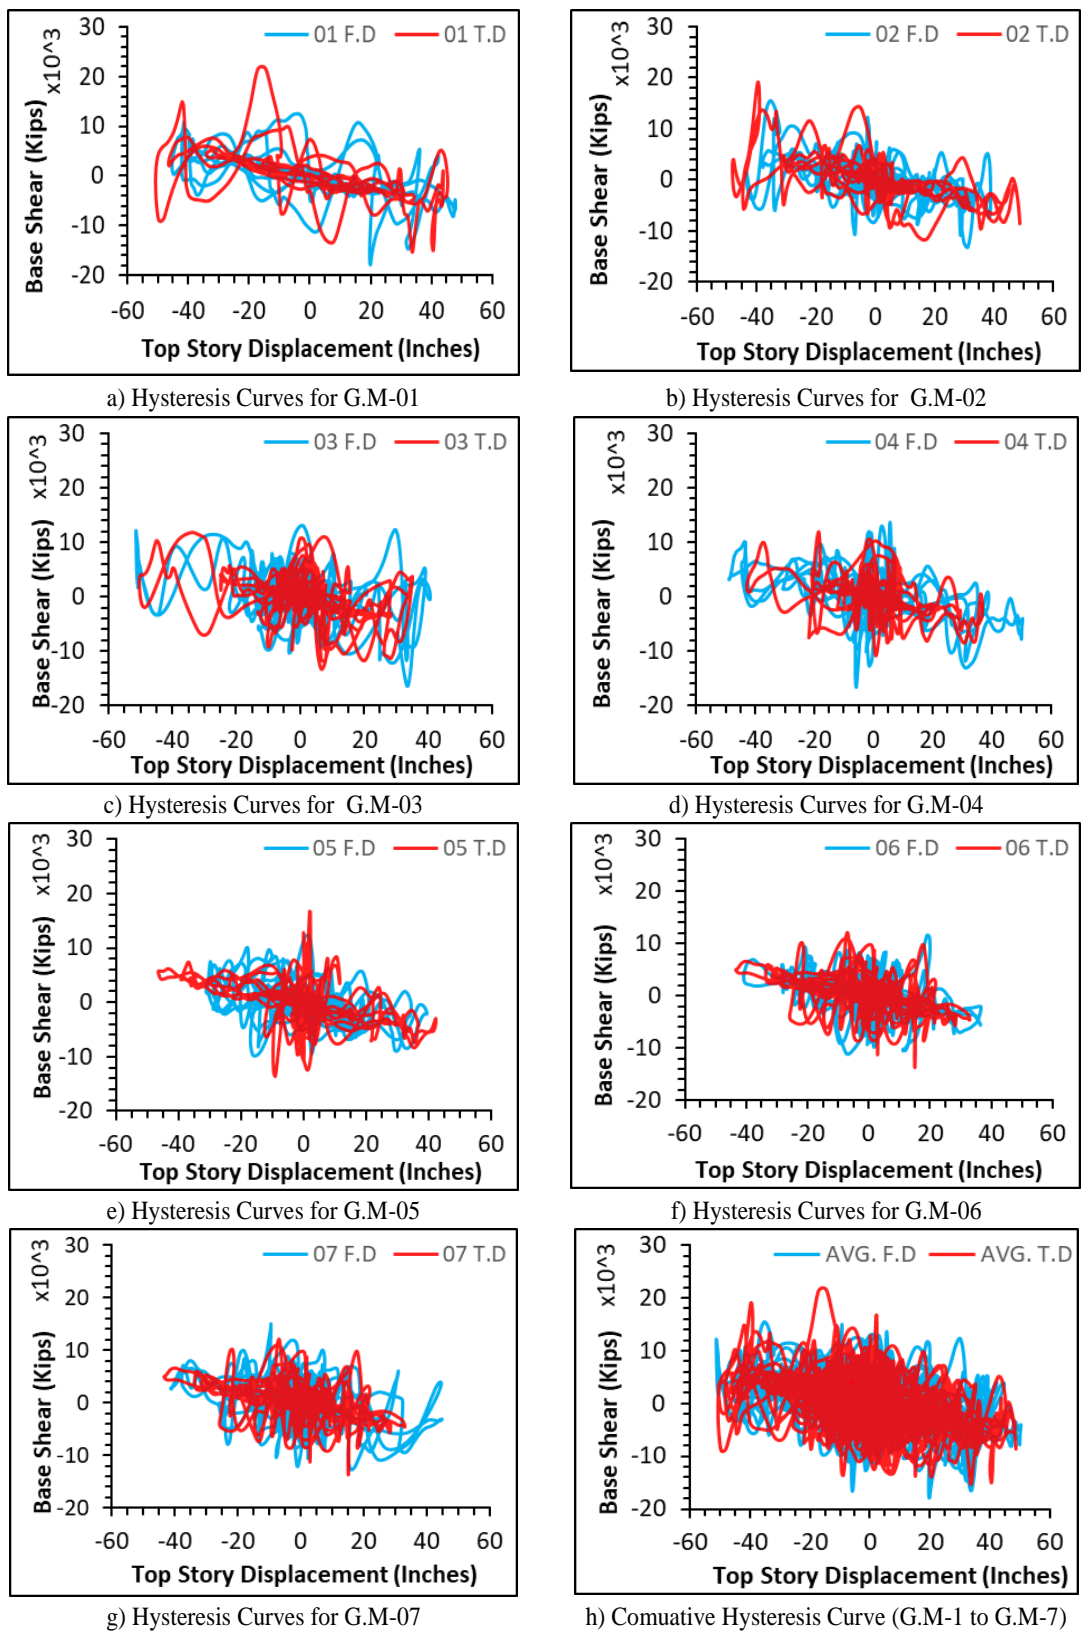 30
20
10
0
-10
-20
x10^3
Base Shear (Kips)
01 F.D 01 T.D
-60 -40 -20 0 20 40 60
Top Story Displacement (Inches)
a) Hysteresis Curves for G.M-01
30
20
10
0
-10
-20
x10^3
Base Shear (Kips)
02 F.D 02 T.D
-60 -40 -20 0 20 40 60
Top Story Displacement (Inches)
b) Hysteresis Curves for G.M-02
30
20
10
0
-10
-20
x10^3
Base Shear (Kips)
03 F.D 03 T.D
-60 -40 -20 0 20 40 60
Top Story Displacement (Inches)
c) Hysteresis Curves for G.M-03
30
20
10
0
-10
-20
x10^3
Base Shear (Kips)
04 F.D 04 T.D
-60 -40 -20 0 20 40 60
Top Story Displacement (Inches)
d) Hysteresis Curves for G.M-04
30
20
10
0
-10
-20
x10^3
Base Shear (Kips)
05 F.D 05 T.D
-60 -40 -20 0 20 40 60
Top Story Displacement (Inches)
e) Hysteresis Curves for G.M-05
30
20
10
0
-10
-20
x10^3
Base Shear (Kips)
06 F.D 06 T.D
-60 -40 -20 0 20 40 60
Top Story Displacement (Inches)
f) Hysteresis Curves for G.M-06
30
20
10
0
-10
-20
x10^3
Base Shear (Kips)
07 F.D 07 T.D
-60 -40 -20 0 20 40 60
Top Story Displacement (Inches)
g) Hysteresis Curves for G.M-07
30
20
10
0
-10
-20
x10^3
Base Shear (Kips)
AVG. F.D AVG. T.D
-60 -40 -20 0 20 40 60
Top Story Displacement (Inches)
h) Comuative Hysteresis Curve (G.M-1 to G.M-7)